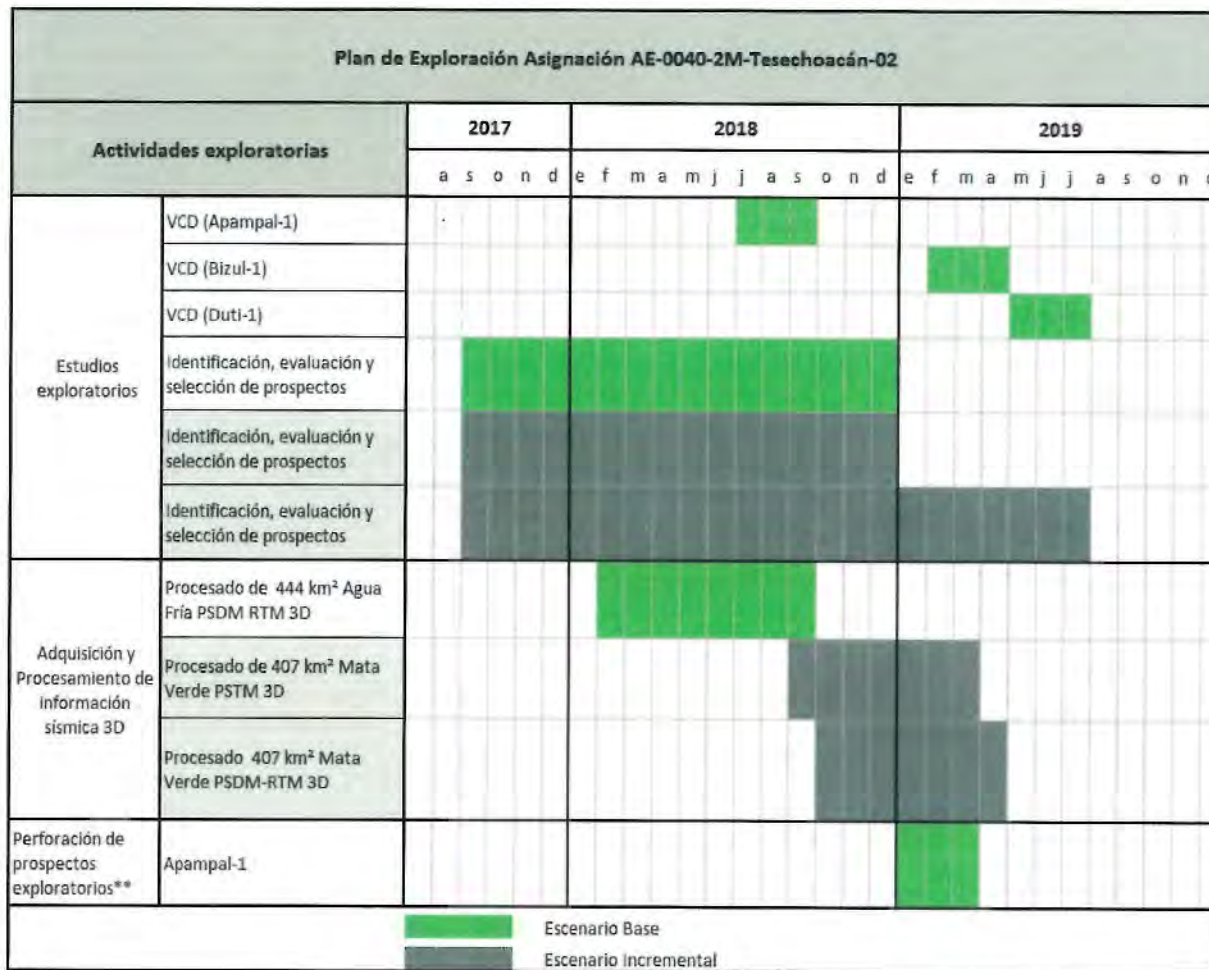 Plan de Exploración Asignación AE-0040-2M-Tesechoacán-02
Actividades exploratorias
2017
2018
2019
a s o n d e f m a m j j a s o n d e f m a m j j a s o n d
Estudios
exploratorios
VCD (Apampal-1)
VCD (Bizul-1)
VCD (Duti-1)
Identificación, evaluación y
selección de prospectos
Identificación, evaluación y
selección de prospectos
Identificación, evaluación y
selección de prospectos
Adquisición y
Procesamiento de
información
sísmica 3D
Procesado de 444 km² Agua
Fría PSDM RTM 3D
Procesado de 407 km² Mata
Verde PSTM 3D
Procesado 407 km² Mata
Verde PSDM-RTM 3D
Perforación de
prospectos
exploratorios**
Apampal-1
Escenario Base
Escenario Incremental